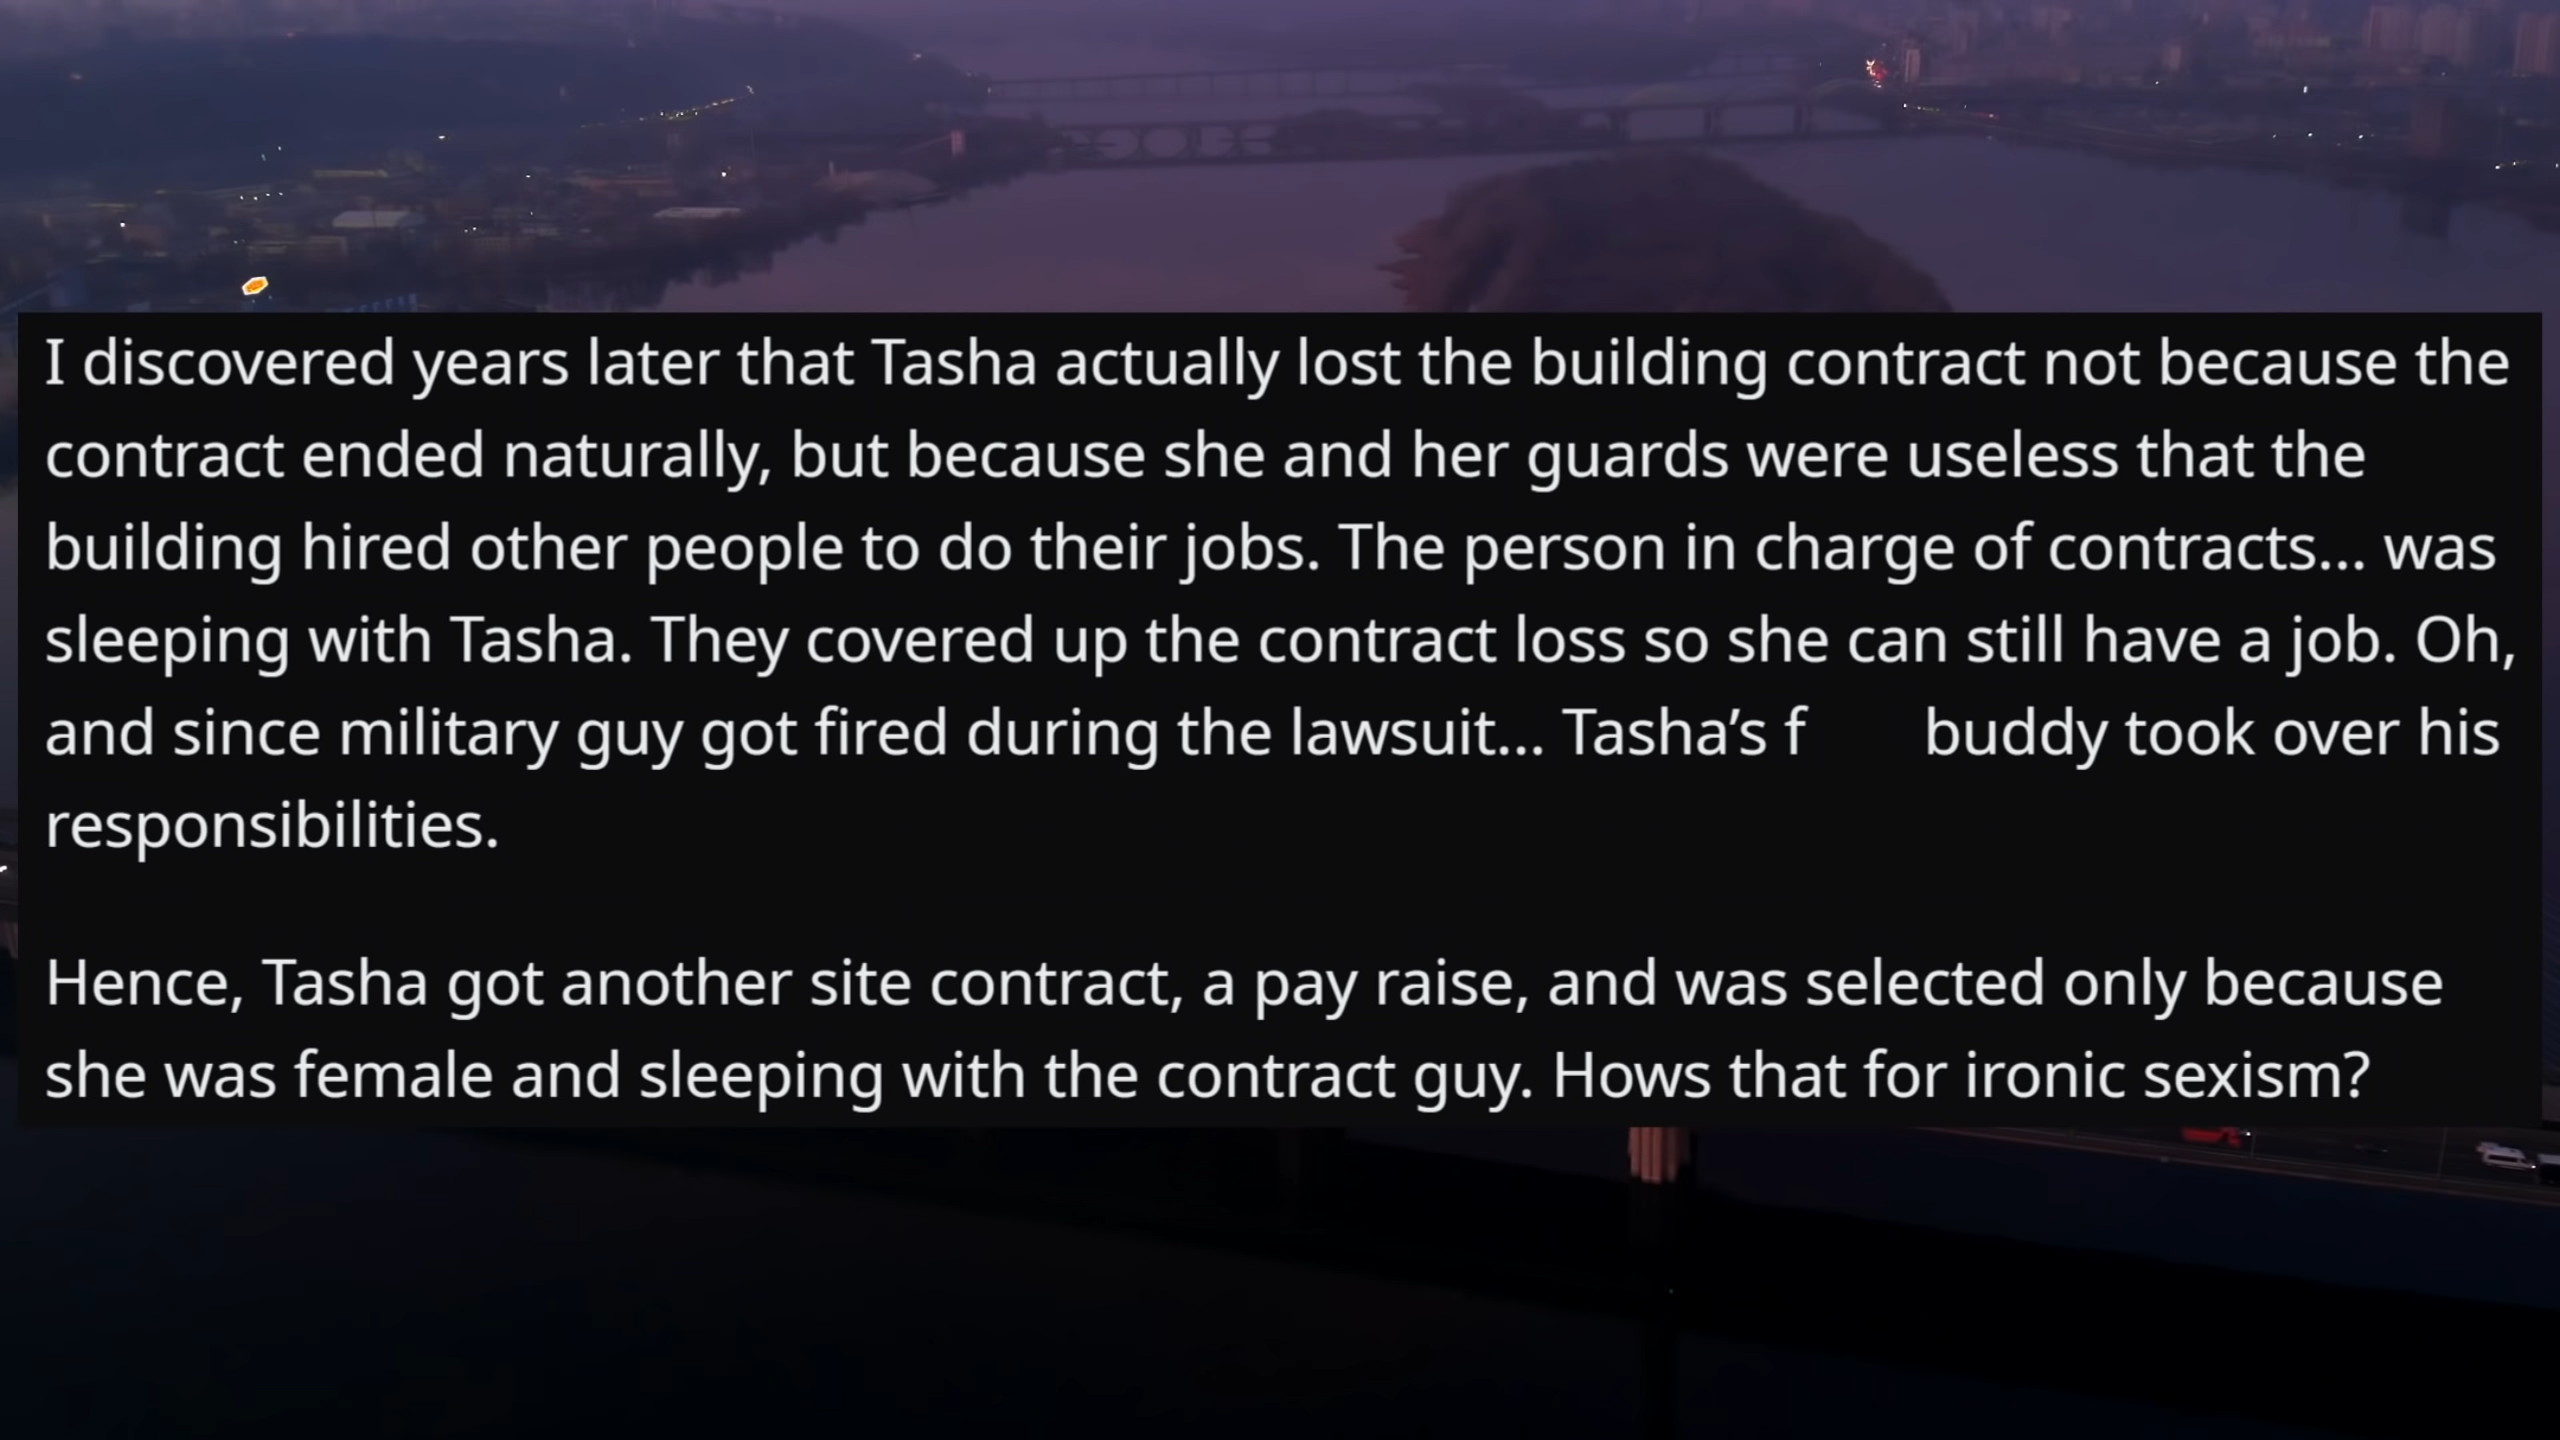 I discovered years later that Tasha actually lost the building contract not because the
contract ended naturally, but because she and her guards were useless that the
building hired other people to do their jobs. The person in charge of contracts... was
sleeping with Tasha. They covered up the contract loss so she can still have a job. Oh,
and since military guy got fired during the lawsuit... Tasha’s f buddy took over his
responsibilities.
Hence, Tasha got another site contract, a pay raise, and was selected only because
she was female and sleeping with the contract guy. Hows that for ironic sexism?